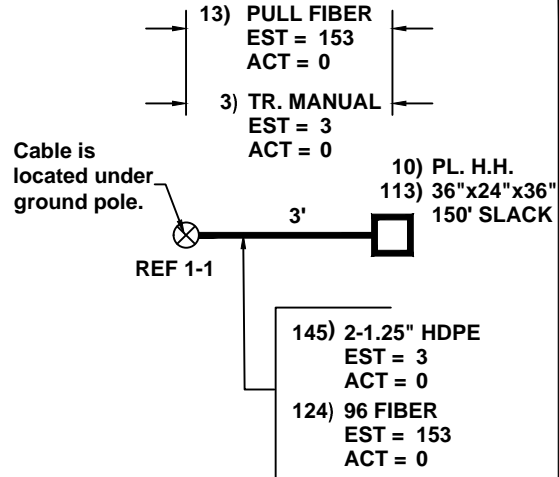 13) PULL FIBER
EST = 153
ACT = 0
3) TR. MANUAL
EST = 3
ACT = 0
Cable is
located under
ground pole.
10) PL. H.H.
113) 36"x24"x36"
150' SLACK
3'
REF 1-1
145) 2-1.25" HDPE
EST = 3
ACT = 0
124) 96 FIBER
EST = 153
ACT = 0